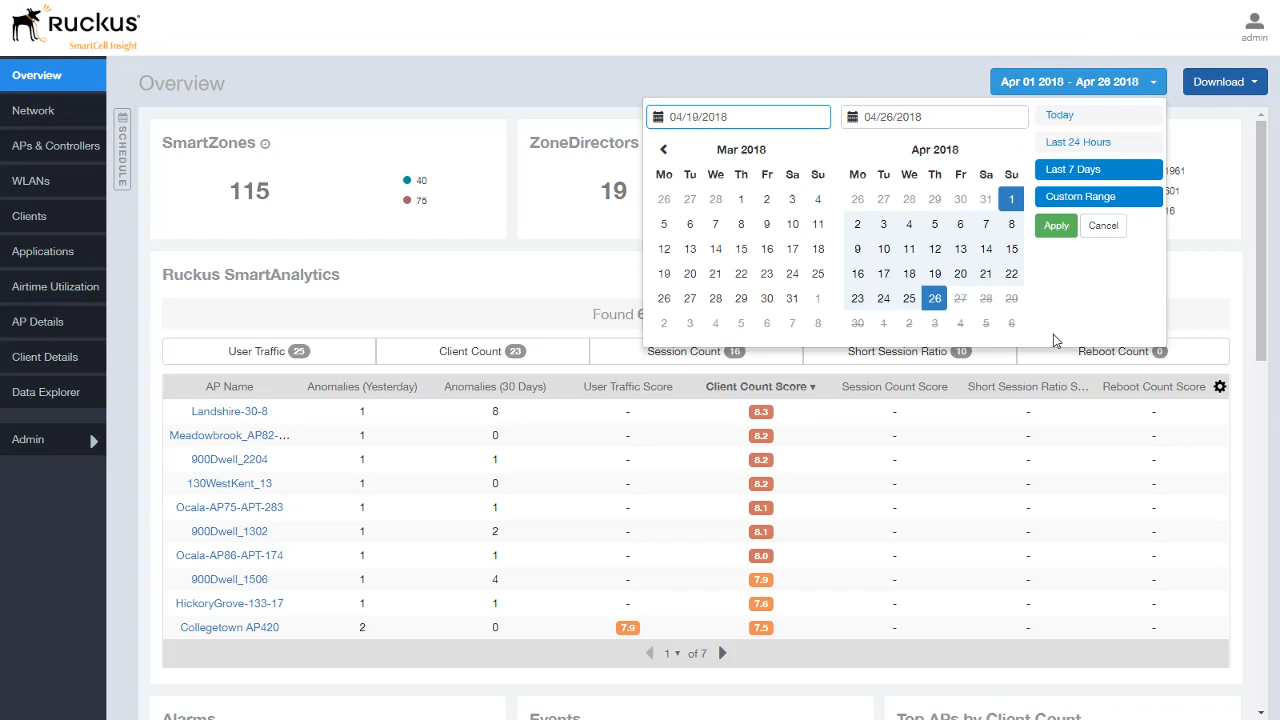 Ruckus
SmartCell Insight
admin
Overview
Network
APs & Controllers
WLANs
Clients
Applications
Airtime Utilization
AP Details
Client Details
Data Explorer
Admin
SCHEDULE
Overview
Apr 01 2018 - Apr 26 2018
Download
SmartZones
115
40
75
ZoneDirectors
19
1961
601
16
04/19/2018
04/26/2018
Mar 2018
Mo Tu We Th Fr Sa Su
26 27 28 1 2 3 4
5 6 7 8 9 10 11
12 13 14 15 16 17 18
19 20 21 22 23 24 25
26 27 28 29 30 31 1
2 3 4 5 6 7 8
Apr 2018
Mo Tu We Th Fr Sa Su
26 27 28 29 30 31 1
2 3 4 5 6 7 8
9 10 11 12 13 14 15
16 17 18 19 20 21 22
23 24 25 26 27 28 29
30 1 2 3 4 5 6
Today
Last 24 Hours
Last 7 Days
Custom Range
Apply Cancel
Ruckus SmartAnalytics
Found
User Traffic 25
Client Count 23
Session Count 16
Short Session Ratio 10
Reboot Count 0
AP Name Anomalies (Yesterday) Anomalies (30 Days) User Traffic Score Client Count Score ▾ Session Count Score Short Session Ratio S... Reboot Count Score
Landshire-30-8 1 8 - 8.3 - - -
Meadowbrook_AP82-... 1 0 - 8.2 - - -
900Dwell_2204 1 1 - 8.2 - - -
130WestKent_13 1 0 - 8.2 - - -
Ocala-AP75-APT-283 1 1 - 8.1 - - -
900Dwell_1302 1 2 - 8.1 - - -
Ocala-AP86-APT-174 1 1 - 8.0 - - -
900Dwell_1506 1 4 - 7.9 - - -
HickoryGrove-133-17 1 1 - 7.6 - - -
Collegetown AP420 2 0 7.9 7.5 - - -
1 ▾ of 7
Alarms
Events
Top APs by Client Count